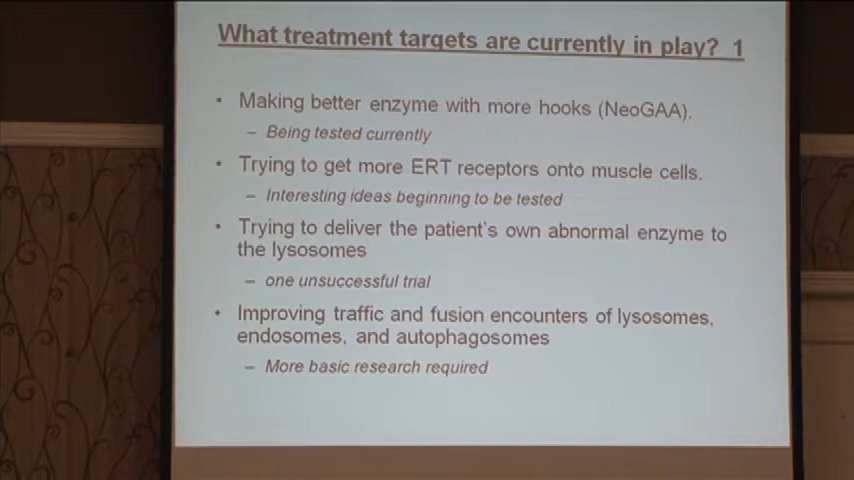 What treatment targets are currently in play? 1
• Making better enzyme with more hooks (NeoGAA).
– Being tested currently
• Trying to get more ERT receptors onto muscle cells.
– Interesting ideas beginning to be tested
• Trying to deliver the patient's own abnormal enzyme to
the lysosomes
– one unsuccessful trial
• Improving traffic and fusion encounters of lysosomes,
endosomes, and autophagosomes
– More basic research required